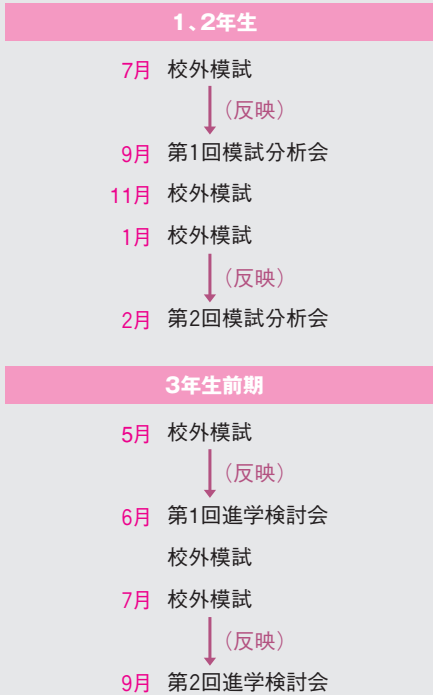 1、2年生
7月 校外模試
（反映）
9月 第1回模試分析会
11月 校外模試
1月 校外模試
（反映）
2月 第2回模試分析会
3年生前期
5月 校外模試
（反映）
6月 第1回進学検討会
校外模試
7月 校外模試
（反映）
9月 第2回進学検討会